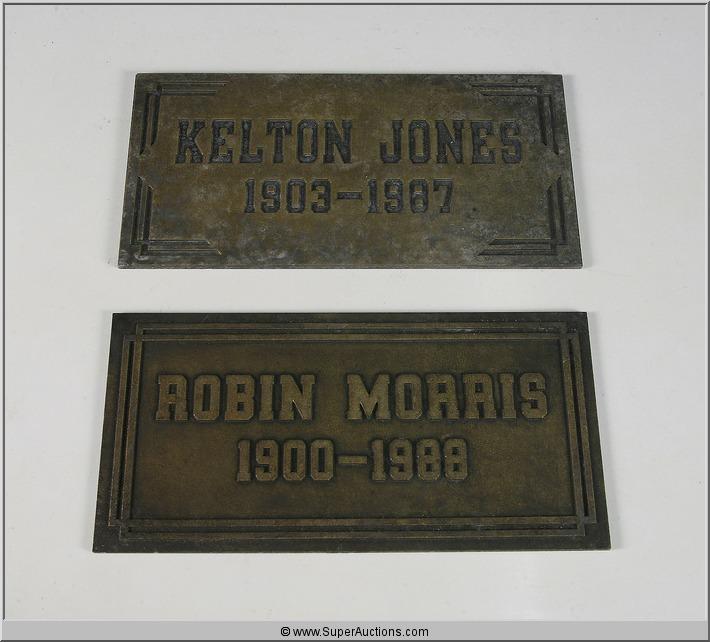 KELTON JONES
1903-1987
ROBIN MORRIS
1900-1988
© www.SuperAuctions.com